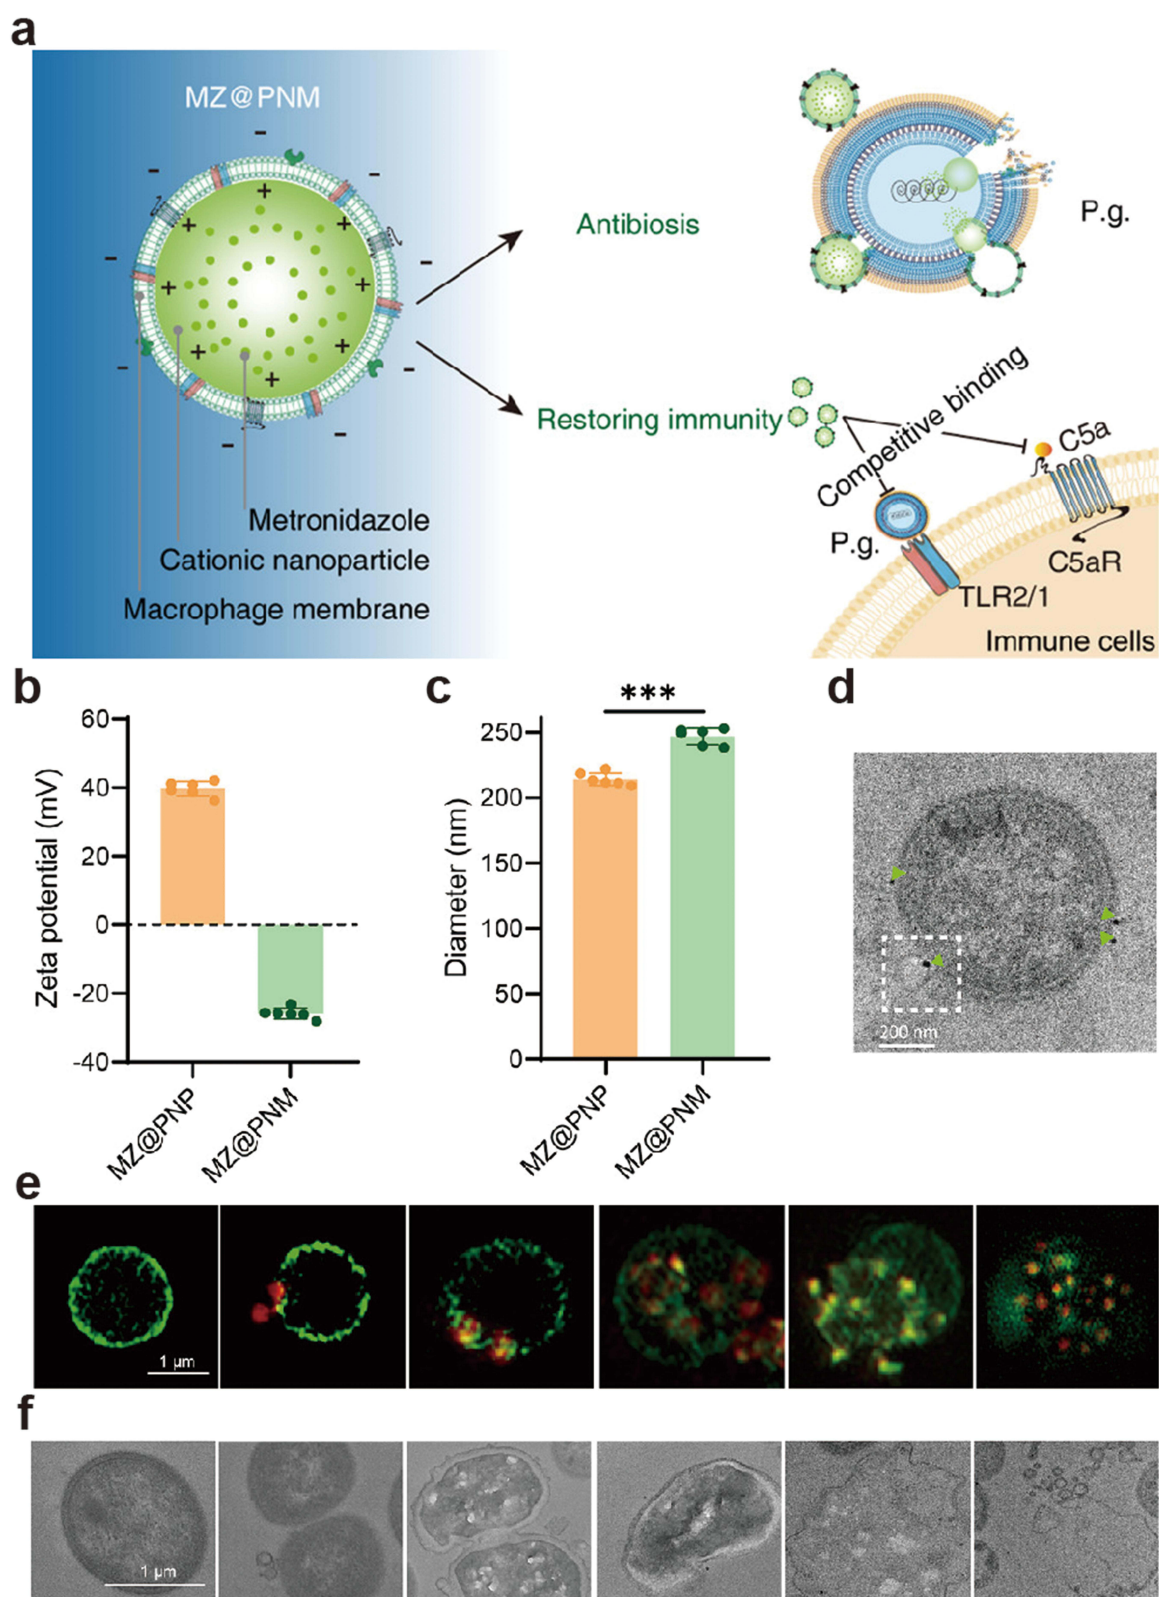 a
MZ@PNM
Antibiosis
P.g.
Restoring immunity
Competitive binding
C5a
P.g.
C5aR
TLR2/1
Immune cells
Metronidazole
Cationic nanoparticle
Macrophage membrane
b
Zeta potential (mV)
60
40
20
0
-20
-40
MZ@PNP
MZ@PNM
c
***
Diameter (nm)
250
200
150
100
50
0
MZ@PNP
MZ@PNM
d
200 nm
e
1 µm
f
1 µm